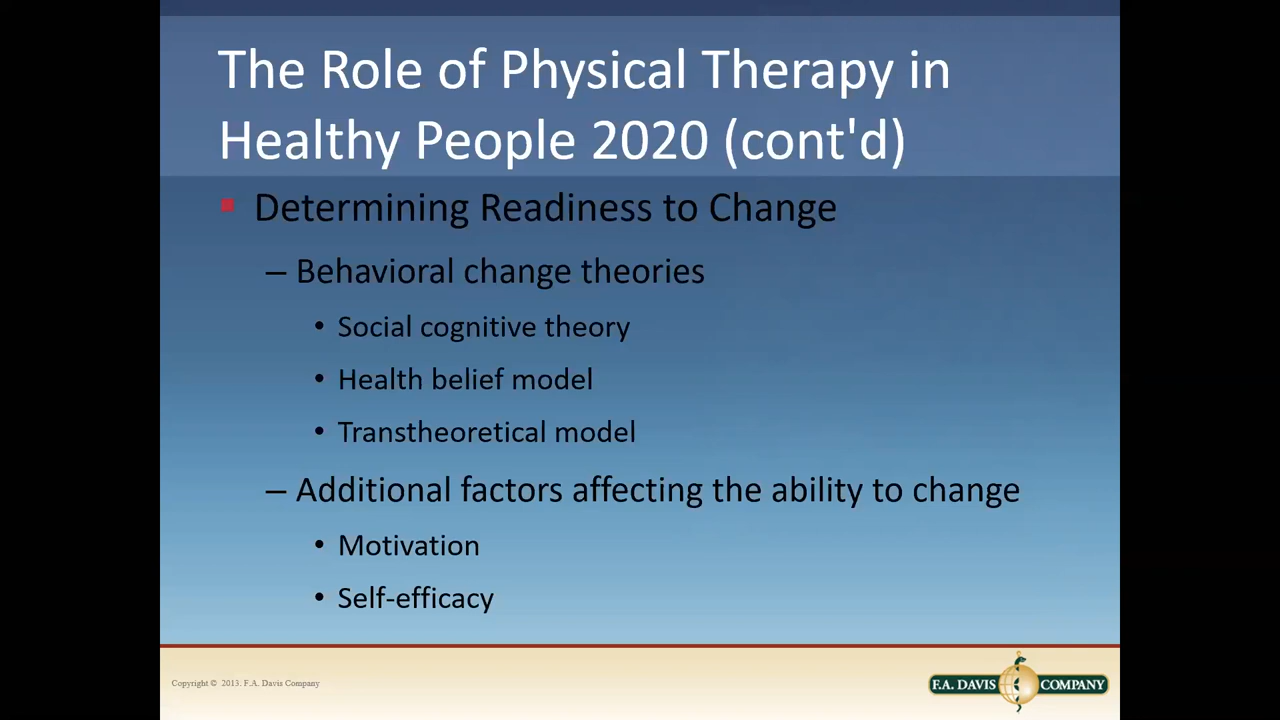 The Role of Physical Therapy in
Healthy People 2020 (cont'd)
▪ Determining Readiness to Change
– Behavioral change theories
• Social cognitive theory
• Health belief model
• Transtheoretical model
– Additional factors affecting the ability to change
• Motivation
• Self-efficacy
Copyright © 2013. F.A. Davis Company
F.A. DAVIS COMPANY